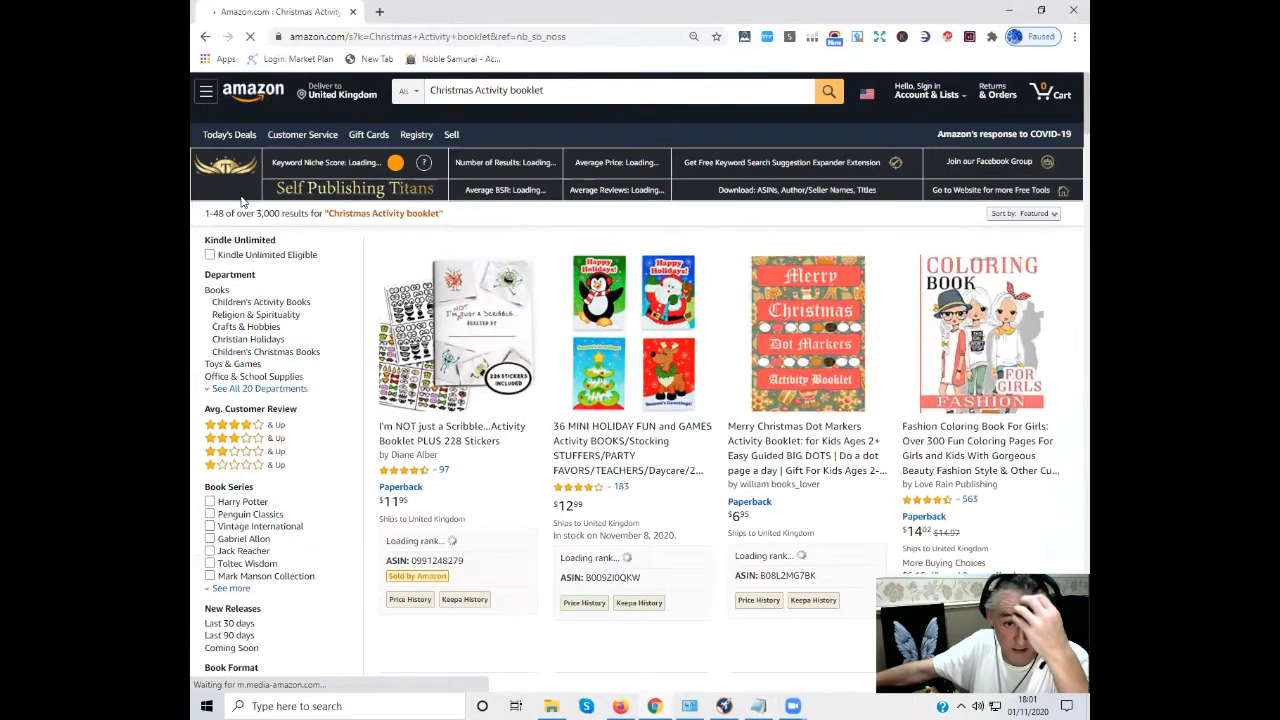 Amazon.com : Christmas Activity
amazon.com/s?k=Christmas+Activity+booklet&ref=nb_sb_noss
New
Paused
Apps
Login: Market Plan
New Tab
Noble Samurai - Ac...
amazon
Deliver to
United Kingdom
All
Christmas Activity booklet
Hello, Sign in
Account & Lists
Returns
& Orders
0
Cart
Today's Deals
Customer Service
Gift Cards
Registry
Sell
Amazon's response to COVID-19
Keyword Niche Score: Loading...
?
Number of Results: Loading...
Average Price: Loading...
Get Free Keyword Search Suggestion Expander Extension
Join our Facebook Group
Self Publishing Titans
Average BSR: Loading...
Average Reviews: Loading...
Download: ASINs, Author/Seller Names, Titles
Go to Website for more Free Tools
1-48 of over 3,000 results for "Christmas Activity booklet"
Sort by: Featured
Kindle Unlimited
Kindle Unlimited Eligible
Department
Books
Children's Activity Books
Religion & Spirituality
Crafts & Hobbies
Christian Holidays
Children's Christmas Books
Toys & Games
Office & School Supplies
See All 20 Departments
Avg. Customer Review
& Up
& Up
& Up
& Up
Book Series
Harry Potter
Penguin Classics
Vintage International
Gabriel Allon
Jack Reacher
Toltec Wisdom
Mark Manson Collection
See more
New Releases
Last 30 days
Last 90 days
Coming Soon
Book Format
I'm NOT just a Scribble...
228 STICKERS
INCLUDED
I'm NOT just a Scribble...Activity
Booklet PLUS 228 Stickers
by Diane Alber
97
Paperback
$11.95
Ships to United Kingdom
Loading rank...
ASIN: 0991248279
Sold by Amazon
Price History
Keepa History
Happy
Holidays!
Happy
Holidays!
36 MINI HOLIDAY FUN and GAMES
Activity BOOKS/Stocking
STUFFERS/PARTY
FAVORS/TEACHERS/Daycare/2...
183
$12.99
Ships to United Kingdom
In stock on November 8, 2020.
Loading rank...
ASIN: B009ZI0QKW
Price History
Keepa History
Merry
Christmas
Dot Markers
Activity Booklet
Merry Christmas Dot Markers
Activity Booklet: for Kids Ages 2+
Easy Guided BIG DOTS | Do a dot
page a day | Gift For Kids Ages 2-...
by william books_lover
Paperback
$6.95
Ships to United Kingdom
Loading rank...
ASIN: B08L2MG7BK
Price History
Keepa History
COLORING
BOOK
FOR
GIRLS
FASHION
Fashion Coloring Book For Girls:
Over 300 Fun Coloring Pages For
Girls and Kids With Gorgeous
Beauty Fashion Style & Other Cu...
by Love Rain Publishing
563
Paperback
$14.02 $14.97
Ships to United Kingdom
More Buying Choices
Waiting for m.media-amazon.com...
Type here to search
18:01
01/11/2020